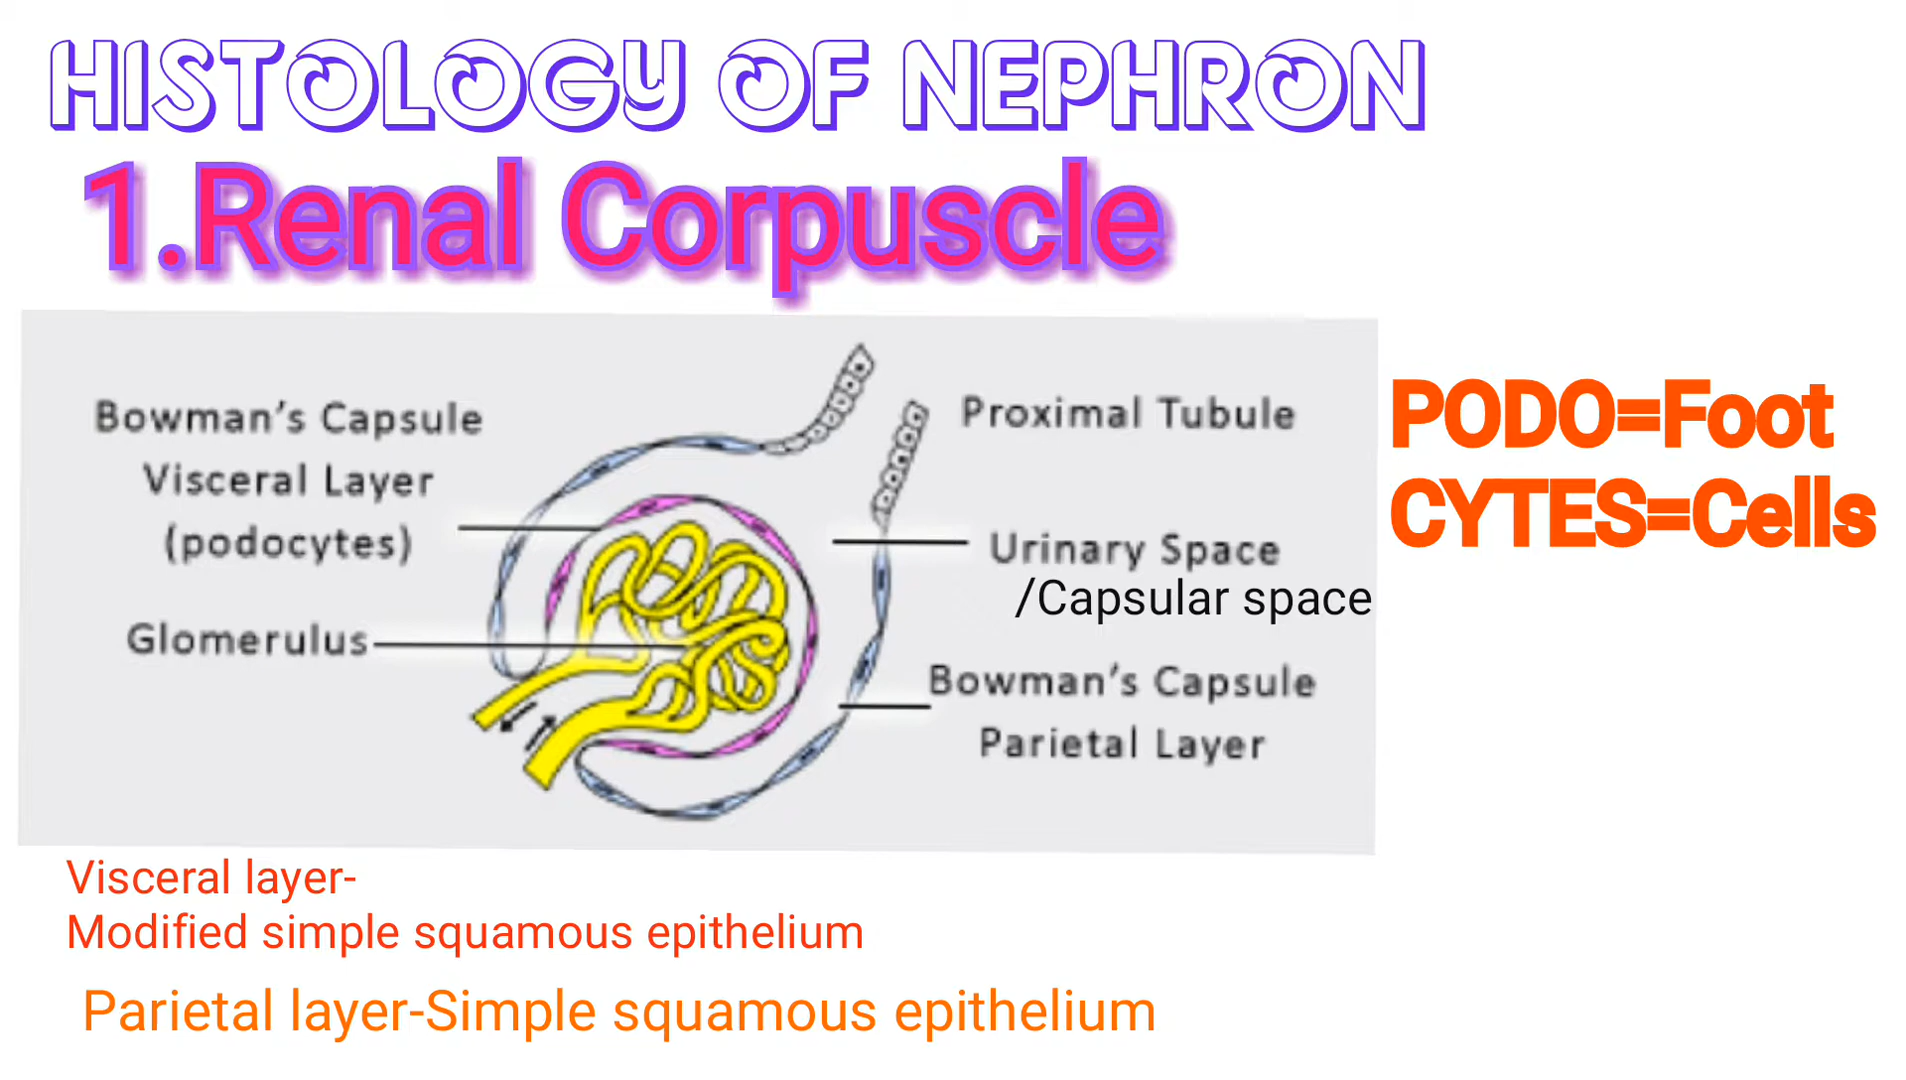 HISTOLOGY OF NEPHRON
1.Renal Corpuscle
Bowman's Capsule
Visceral Layer
(podocytes)
Glomerulus
Proximal Tubule
Urinary Space
/Capsular space
Bowman's Capsule
Parietal Layer
PODO=Foot
CYTES=Cells
Visceral layer-
Modified simple squamous epithelium
Parietal layer-Simple squamous epithelium